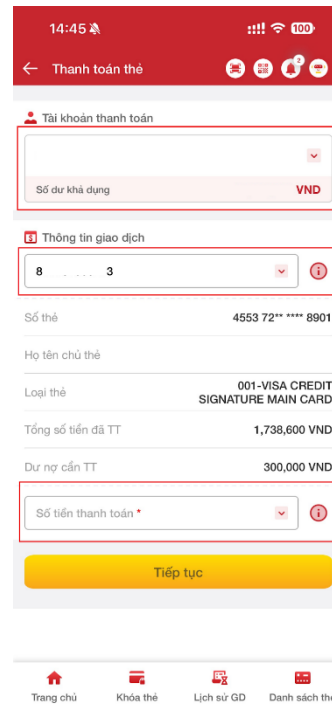 14:45
100
Thanh toán thẻ
2
Tài khoản thanh toán
Số dư khả dụng VND
Thông tin giao dịch
8 3
Số thẻ 4553 72** **** 8901
Họ tên chủ thẻ
Loại thẻ 001-VISA CREDIT
SIGNATURE MAIN CARD
Tổng số tiền đã TT 1,738,600 VND
Dư nợ cần TT 300,000 VND
Số tiền thanh toán *
Tiếp tục
Trang chủ Khóa thẻ Lịch sử GD Danh sách thẻ